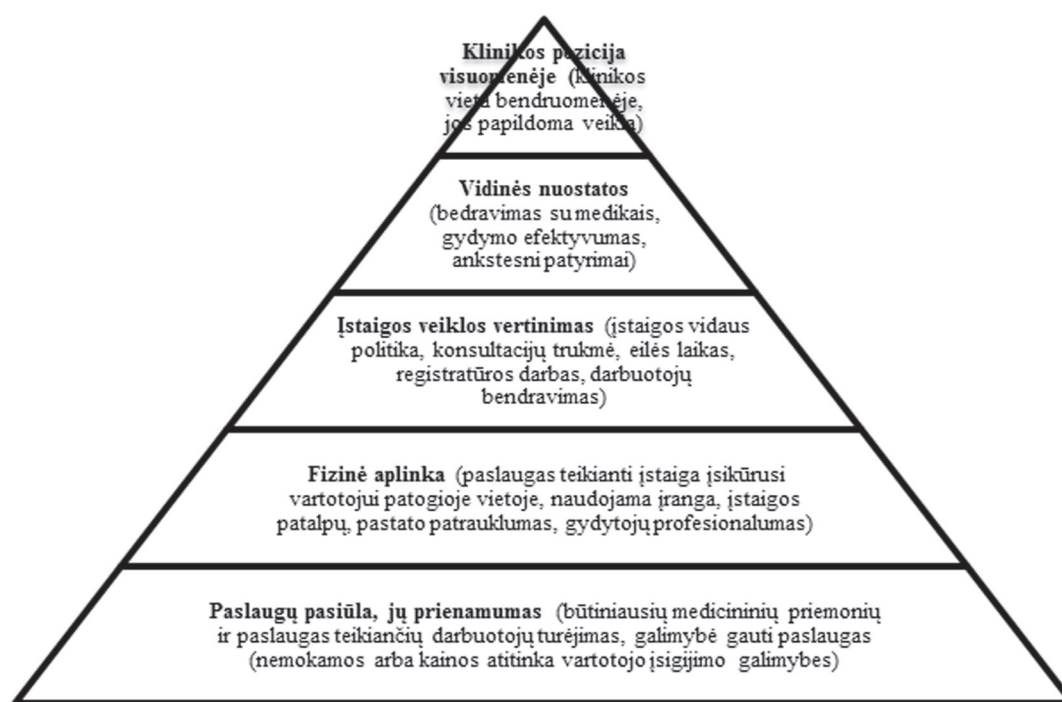 Klinikos pozicija
visuomenėje (klinikos
vieta bendruomenėje,
jos papildoma veikla)
Vidinės nuostatos
(bedravimas su medikais,
gydymo efektyvumas,
ankstesni patyrimai)
Įstaigos veiklos vertinimas (įstaigos vidaus
politika, konsultacijų trukmė, eilės laikas,
registratūros darbas, darbuotojų
bendravimas)
Fizinė aplinka (paslaugas teikianti įstaiga įsikūrusi
vartotojui patogioje vietoje, naudojama įranga, įstaigos
patalpų, pastato patrauklumas, gydytojų profesionalumas)
Paslaugų pasiūla, jų prienamumas (būtiniausių medicininių priemonių
ir paslaugas teikiančių darbuotojų turėjimas, galimybė gauti paslaugas
(nemokamos arba kainos atitinka vartotojo įsigijimo galimybes)